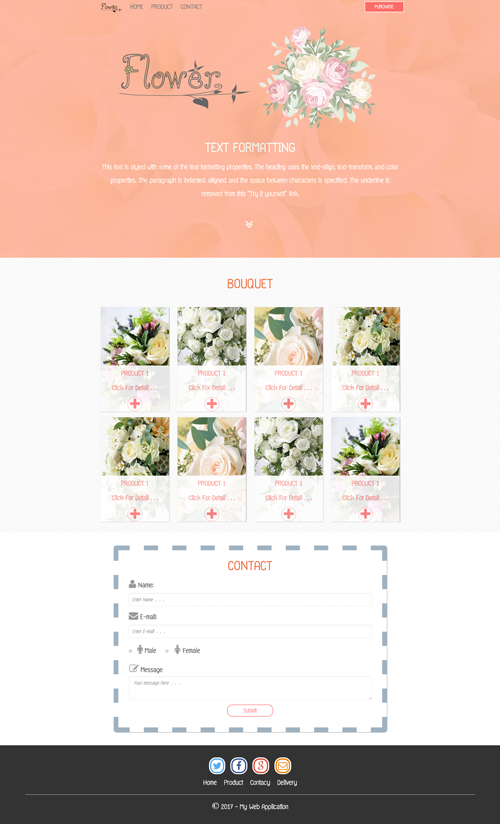 Flower
HOME PRODUCT CONTACT
PURCHASE
Flower
TEXT FORMATTING
This text is styled with some of the text formatting properties. The heading uses the text-align, text-transform, and color
properties. The paragraph is indented, aligned, and the space between characters is specified. The underline is
removed from this "Try it yourself" link.
BOUQUET
PRODUCT 1 PRODUCT 1 PRODUCT 1 PRODUCT 1
Click For Detail . . . Click For Detail . . . Click For Detail . . . Click For Detail . . .
PRODUCT 1 PRODUCT 1 PRODUCT 1 PRODUCT 1
Click For Detail . . . Click For Detail . . . Click For Detail . . . Click For Detail . . .
CONTACT
Name:
Enter Name . . .
E-mail:
Enter E-mail . . .
Male Female
Message
Your message here . . .
Submit
Home Product Contacy Delivery
© 2017 - My Web Application